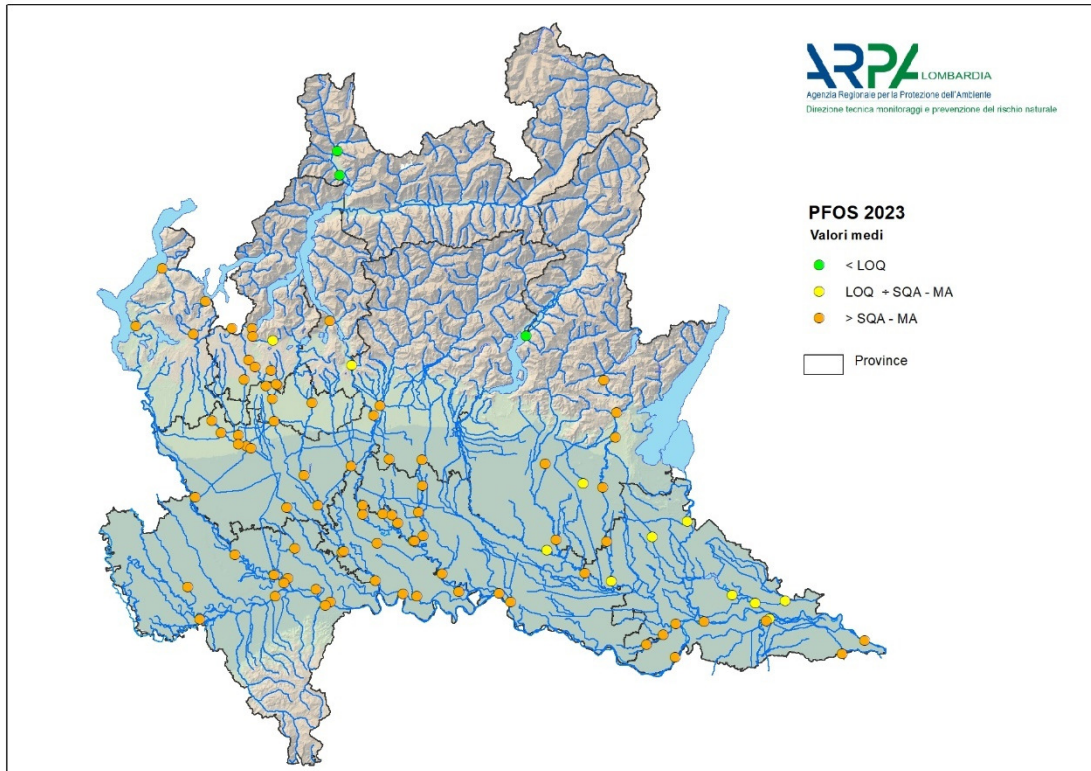 ARPA LOMBARDIA
Agenzia Regionale per la Protezione dell'Ambiente
Direzione tecnica monitoraggi e prevenzione del rischio naturale
PFOS 2023
Valori medi
< LOQ
LOQ ÷ SQA - MA
> SQA - MA
Province